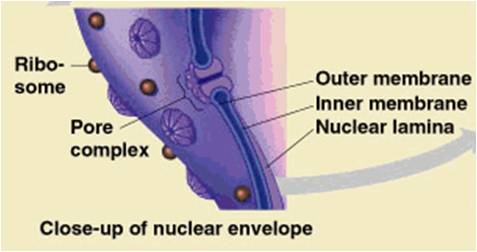 Ribo-
some
Pore
complex
Outer membrane
Inner membrane
Nuclear lamina
Close-up of nuclear envelope